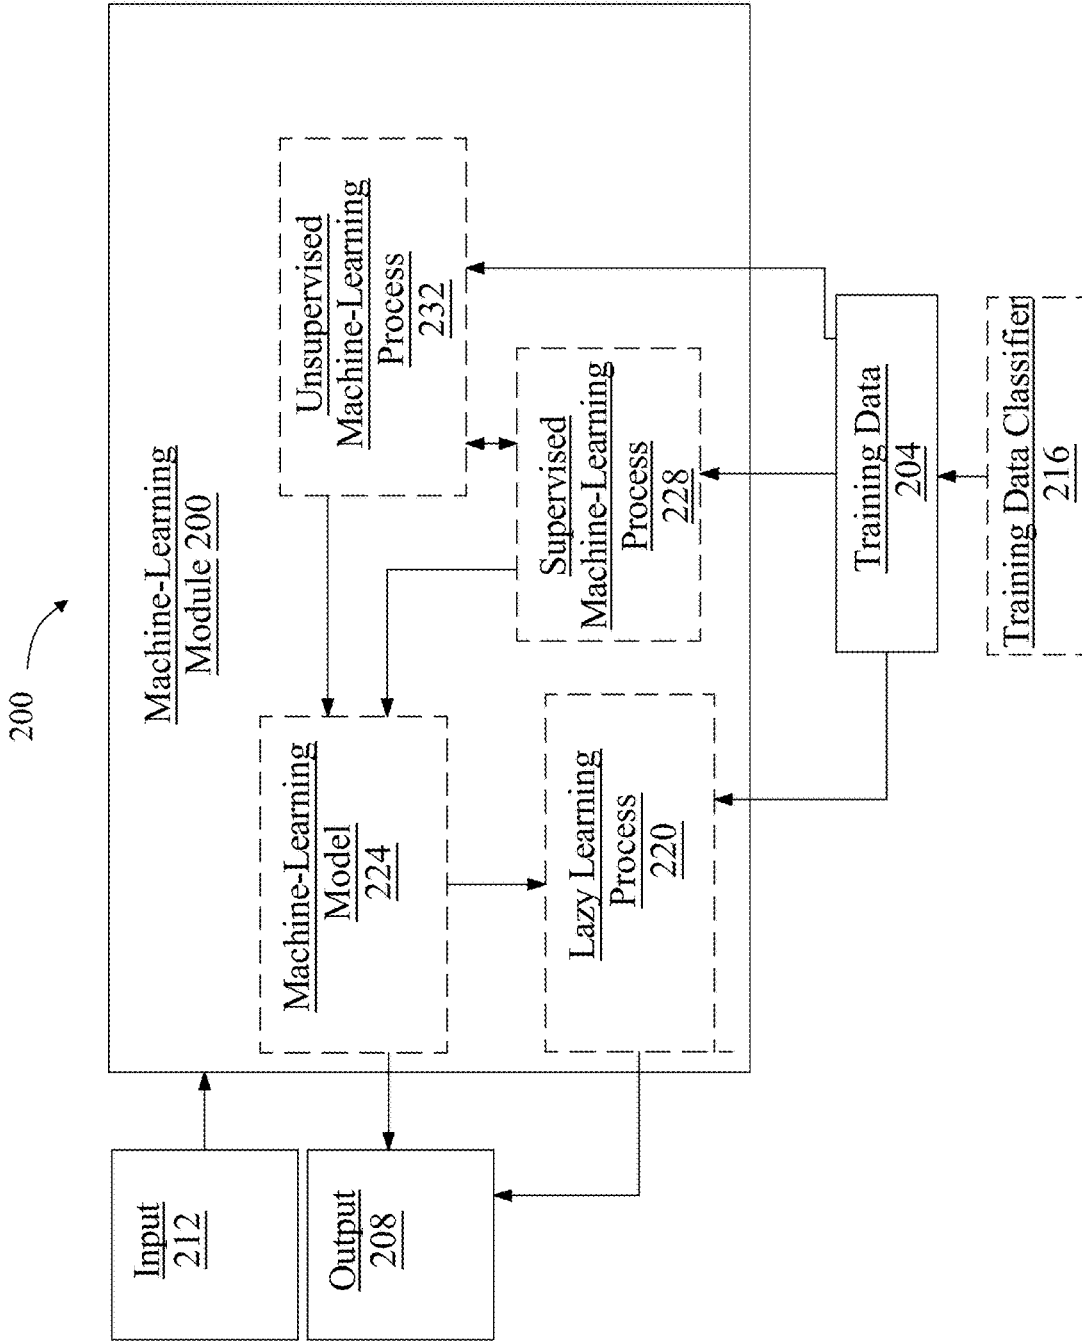 200
Machine-Learning
Module 200
Unsupervised
Machine-Learning
Process
232
Supervised
Machine-Learning
Process
228
Machine-Learning
Model
224
Lazy Learning
Process
220
Input
212
Output
208
Training Data
204
Training Data Classifier
216